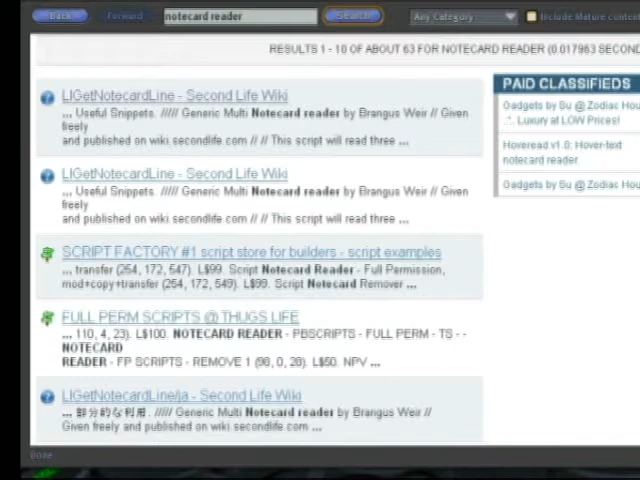 Back
Forward
notecard reader
Search
Any Category
Include Mature content
RESULTS 1 - 10 OF ABOUT 63 FOR NOTECARD READER (0.017963 SECOND
LlGetNotecardLine - Second Life Wiki
... Useful Snippets. ///// Generic Multi Notecard reader by Brangus Weir // Given
freely
and published on wiki.secondlife.com // // This script will read three ...
LlGetNotecardLine - Second Life Wiki
... Useful Snippets. ///// Generic Multi Notecard reader by Brangus Weir // Given
freely
and published on wiki.secondlife.com // // This script will read three ...
SCRIPT FACTORY #1 script store for builders - script examples
... transfer (254, 172, 547). L$99. Script Notecard Reader - Full Permission,
mod+copy+transfer (254, 172, 549). L$99. Script Notecard Remover ...
FULL PERM SCRIPTS @ THUGS LIFE
... 110, 4, 23). L$100. NOTECARD READER - PBSCRIPTS - FULL PERM - TS - -
NOTECARD
READER - FP SCRIPTS - REMOVE 1 (96, 0, 28). L$50. NPV ...
LlGetNotecardLine/ja - Second Life Wiki
... 部分的な利用. ///// Generic Multi Notecard reader by Brangus Weir //
Given freely and published on wiki.secondlife.com ...
PAID CLASSIFIEDS
Gadgets by Bu @ Zodiac Hou
.:*. Luxury at LOW Prices!
Hoveread v1.0: Hover-text
notecard reader
Gadgets by Bu @ Zodiac Hou
Done